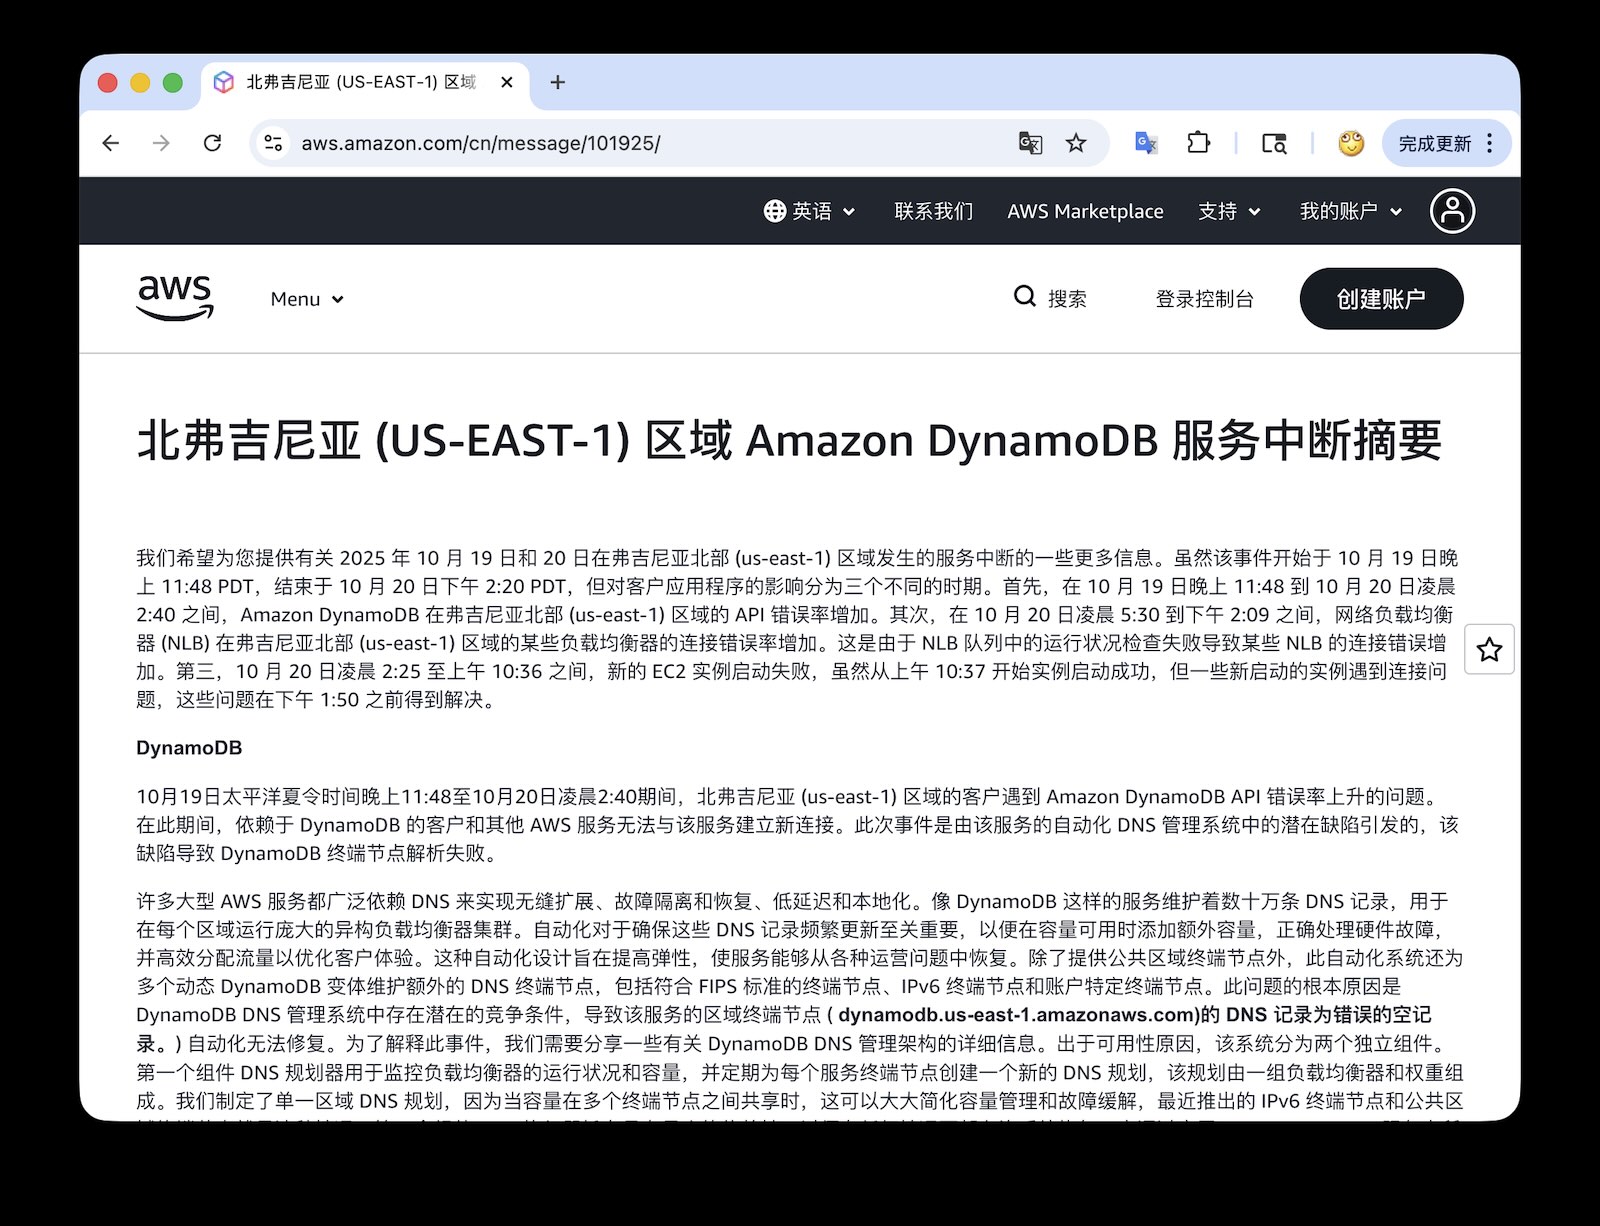 北弗吉尼亚 (US-EAST-1) 区域
aws.amazon.com/cn/message/101925/
完成更新
英语
联系我们
AWS Marketplace
支持
我的账户
aws
Menu
搜索
登录控制台
创建账户
北弗吉尼亚 (US-EAST-1) 区域 Amazon DynamoDB 服务中断摘要
我们希望为您提供有关 2025 年 10 月 19 日和 20 日在弗吉尼亚北部 (us-east-1) 区域发生的服务中断的一些更多信息。虽然该事件开始于 10 月 19 日晚
上 11:48 PDT，结束于 10 月 20 日下午 2:20 PDT，但对客户应用程序的影响分为三个不同的时期。首先，在 10 月 19 日晚上 11:48 到 10 月 20 日凌晨
2:40 之间，Amazon DynamoDB 在弗吉尼亚北部 (us-east-1) 区域的 API 错误率增加。其次，在 10 月 20 日凌晨 5:30 到下午 2:09 之间，网络负载均衡
器 (NLB) 在弗吉尼亚北部 (us-east-1) 区域的某些负载均衡器的连接错误率增加。这是由于 NLB 队列中的运行状况检查失败导致某些 NLB 的连接错误增
加。第三，10 月 20 日凌晨 2:25 至上午 10:36 之间，新的 EC2 实例启动失败，虽然从上午 10:37 开始实例启动成功，但一些新启动的实例遇到连接问
题，这些问题在下午 1:50 之前得到解决。
DynamoDB
10月19日太平洋夏令时间晚上11:48至10月20日凌晨2:40期间，北弗吉尼亚 (us-east-1) 区域的客户遇到 Amazon DynamoDB API 错误率上升的问题。
在此期间，依赖于 DynamoDB 的客户和其他 AWS 服务无法与该服务建立新连接。此次事件是由该服务的自动化 DNS 管理系统中的潜在缺陷引发的，该
缺陷导致 DynamoDB 终端节点解析失败。
许多大型 AWS 服务都广泛依赖 DNS 来实现无缝扩展、故障隔离和恢复、低延迟和本地化。像 DynamoDB 这样的服务维护着数十万条 DNS 记录，用于
在每个区域运行庞大的异构负载均衡器集群。自动化对于确保这些 DNS 记录频繁更新至关重要，以便在容量可用时添加额外容量，正确处理硬件故障，
并高效分配流量以优化客户体验。这种自动化设计旨在提高弹性，使服务能够从各种运营问题中恢复。除了提供公共区域终端节点外，此自动化系统还为
多个动态 DynamoDB 变体维护额外的 DNS 终端节点，包括符合 FIPS 标准的终端节点、IPv6 终端节点和账户特定终端节点。此问题的根本原因是
DynamoDB DNS 管理系统中存在潜在的竞争条件，导致该服务的区域终端节点 ( dynamodb.us-east-1.amazonaws.com)的 DNS 记录为错误的空记
录。) 自动化无法修复。为了解释此事件，我们需要分享一些有关 DynamoDB DNS 管理架构的详细信息。出于可用性原因，该系统分为两个独立组件。
第一个组件 DNS 规划器用于监控负载均衡器的运行状况和容量，并定期为每个服务终端节点创建一个新的 DNS 规划，该规划由一组负载均衡器和权重组
成。我们制定了单一区域 DNS 规划，因为当容量在多个终端节点之间共享时，这可以大大简化容量管理和故障缓解，最近推出的 IPv6 终端节点和公共区